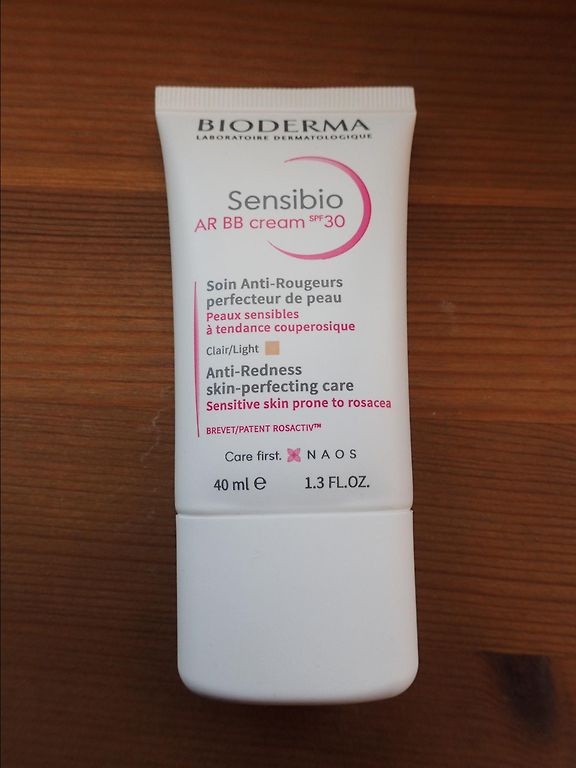 BIODERMA
LABORATOIRE DERMATOLOGIQUE
Sensibio
AR BB cream SPF30
Soin Anti-Rougeurs
perfecteur de peau
Peaux sensibles
à tendance couperosique
Clair/Light
Anti-Redness
skin-perfecting care
Sensitive skin prone to rosacea
BREVET/PATENT ROSACTIV™
Care first. NAOS
40 ml ℮ 1.3 FL.OZ.